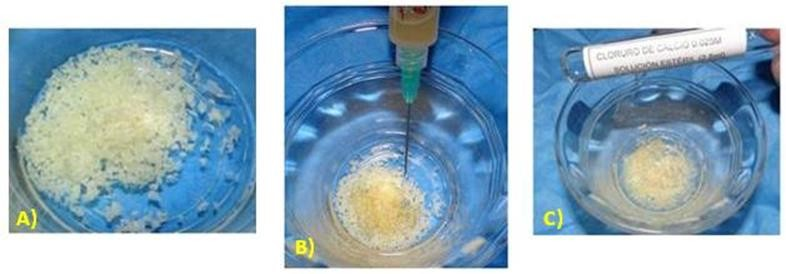 A)
B)
C)
CLORURO DE CALCIO 0.025M
SOLUCIÓN ESTÉRIL